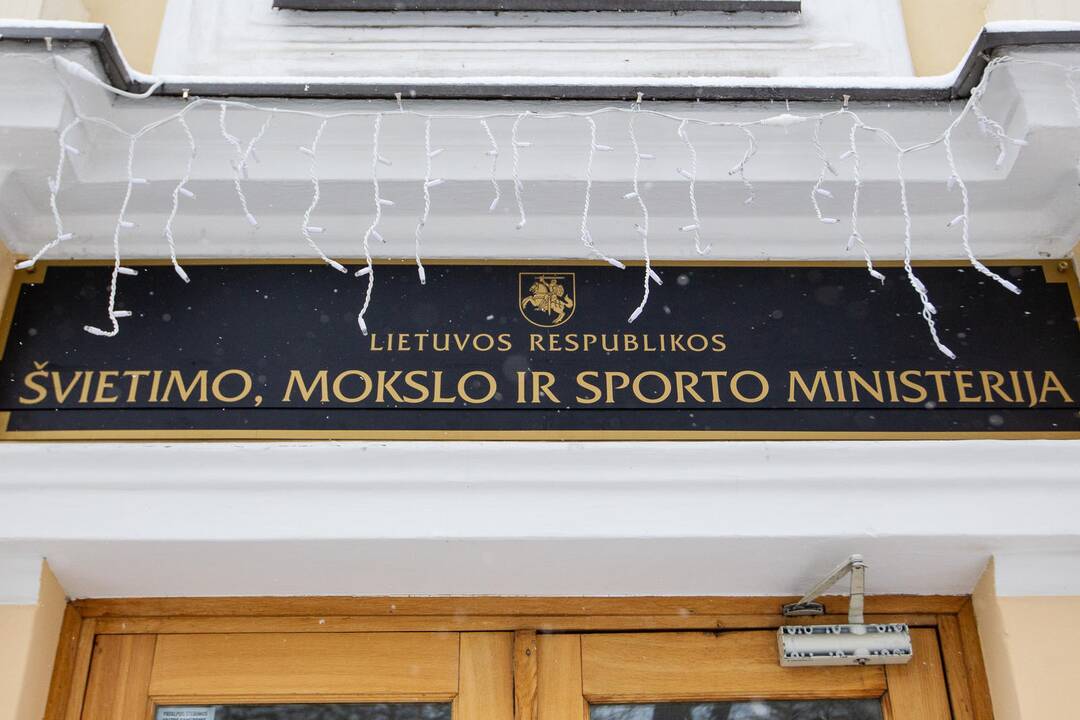 LIETUVOS RESPUBLIKOS
ŠVIETIMO, MOKSLO IR SPORTO MINISTERIJA